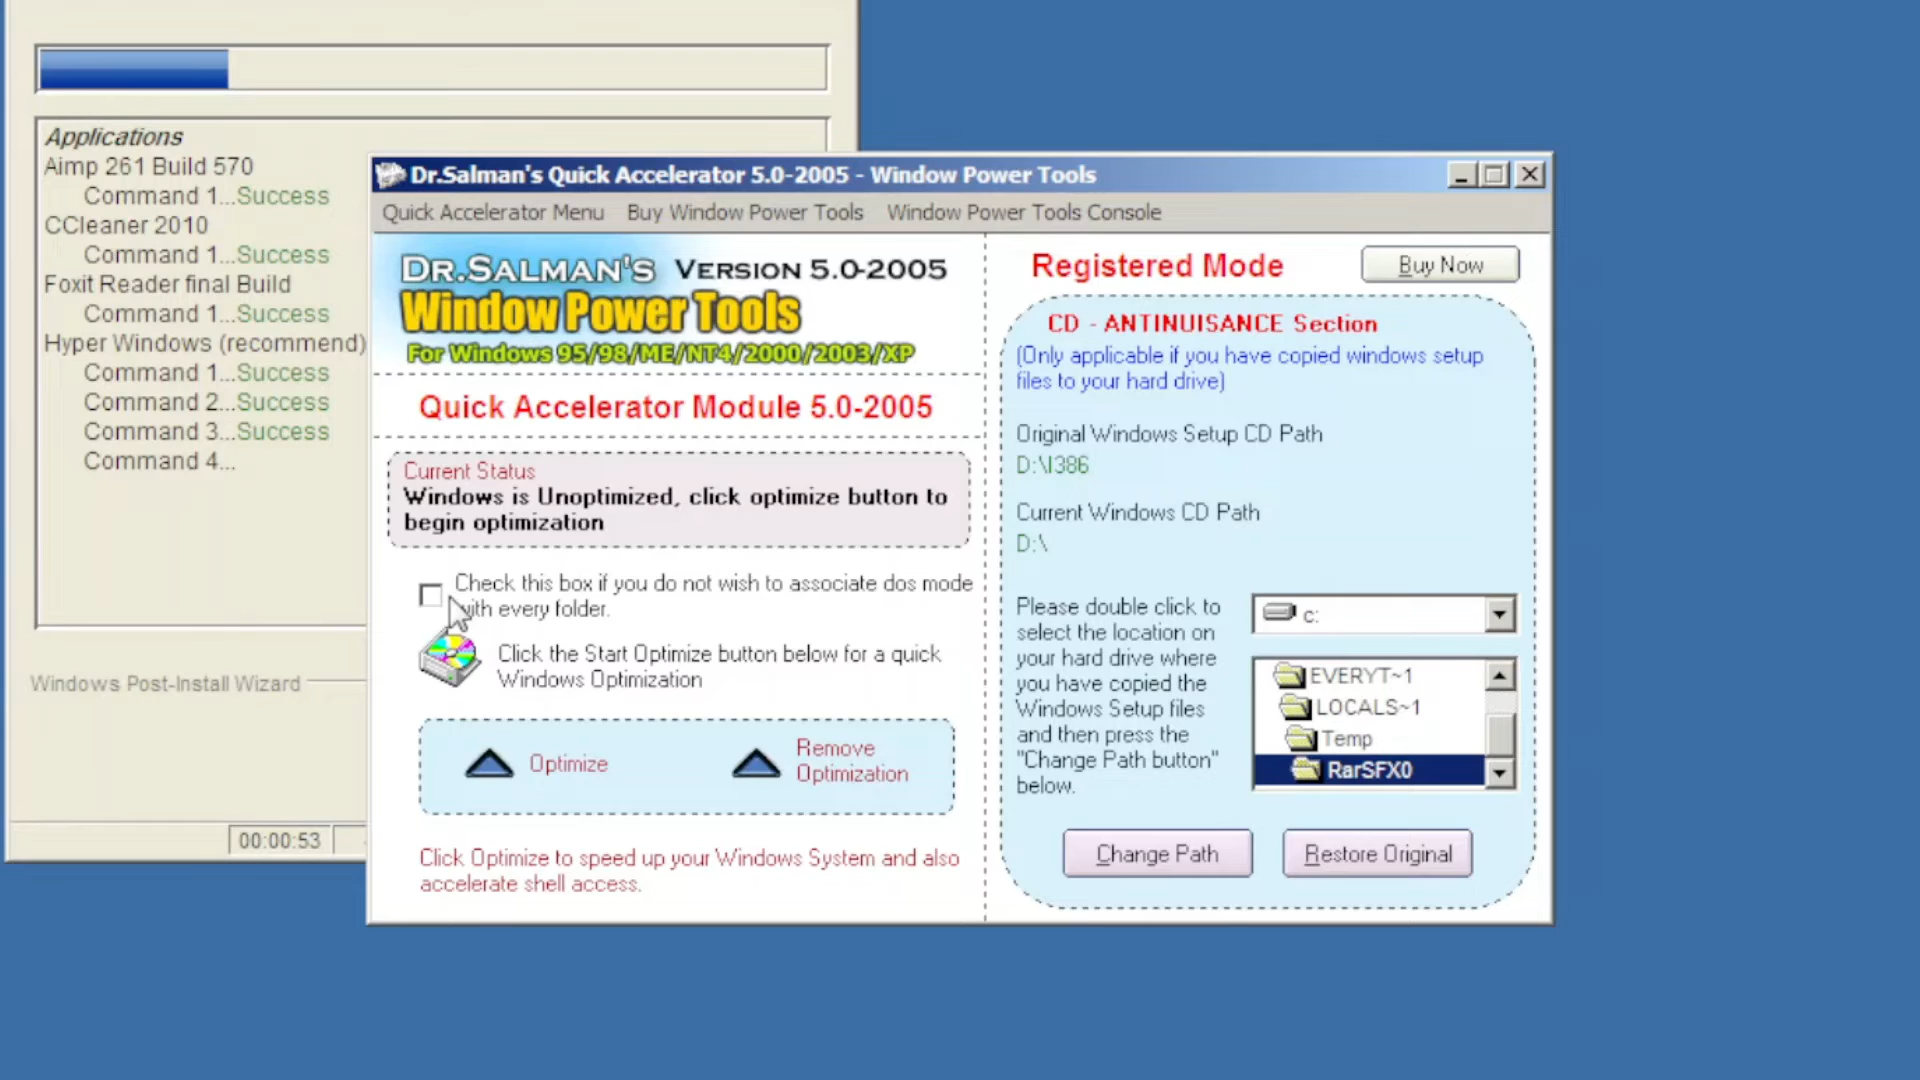 Applications
Aimp 261 Build 570
Command 1...Success
CCleaner 2010
Command 1...Success
Foxit Reader final Build
Command 1...Success
Hyper Windows (recommend)
Command 1...Success
Command 2...Success
Command 3...Success
Command 4...
Windows Post-Install Wizard
00:00:53
Dr.Salman's Quick Accelerator 5.0-2005 - Window Power Tools
Quick Accelerator Menu Buy Window Power Tools Window Power Tools Console
DR.SALMAN'S VERSION 5.0-2005
Window Power Tools
For Windows 95/98/ME/NT4/2000/2003/XP
Quick Accelerator Module 5.0-2005
Current Status
Windows is Unoptimized, click optimize button to
begin optimization
Check this box if you do not wish to associate dos mode
with every folder.
Click the Start Optimize button below for a quick
Windows Optimization
Optimize
Remove
Optimization
Click Optimize to speed up your Windows System and also
accelerate shell access.
Registered Mode
Buy Now
CD - ANTINUISANCE Section
(Only applicable if you have copied windows setup
files to your hard drive)
Original Windows Setup CD Path
D:\I386
Current Windows CD Path
D:\
Please double click to
select the location on
your hard drive where
you have copied the
Windows Setup files
and then press the
"Change Path button"
below.
c:
EVERYT~1
LOCALS~1
Temp
RarSFX0
Change Path
Restore Original